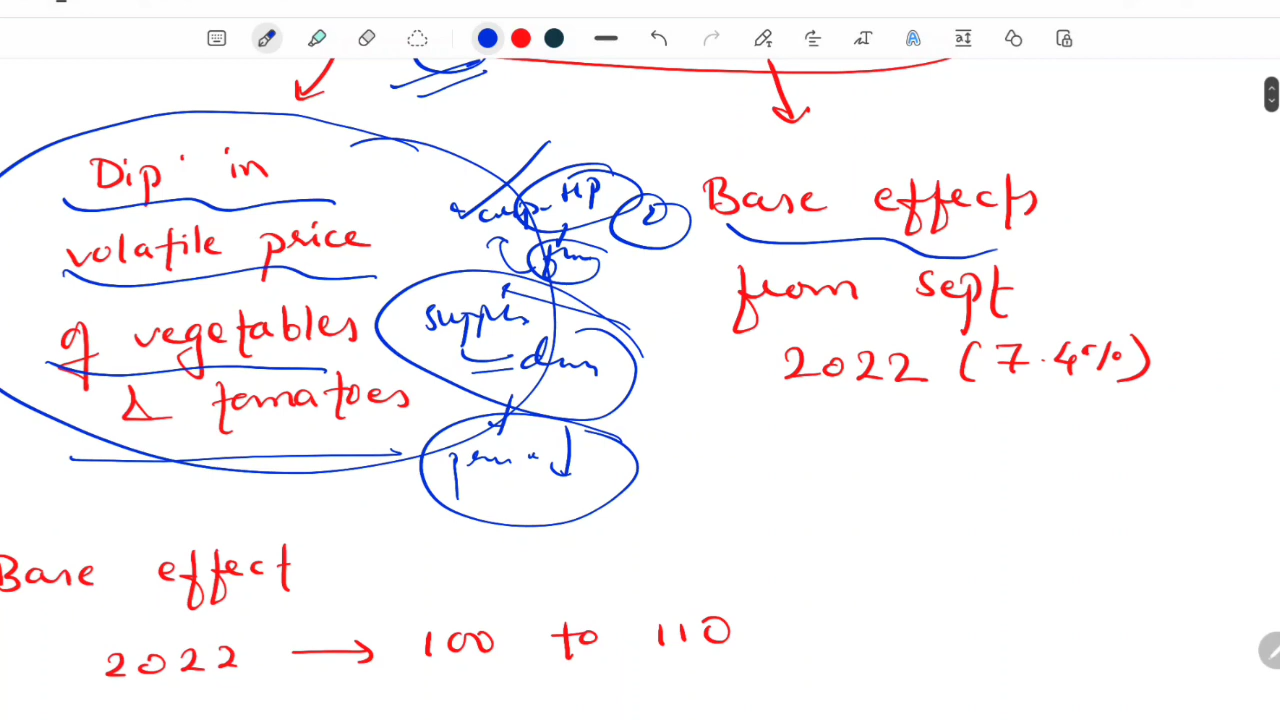 Dip in
volatile price
of vegetables
& tomatoes
HP
supply
Base effects
from sept
2022 (7.4%)
Base effect
2022 → 100 to 110